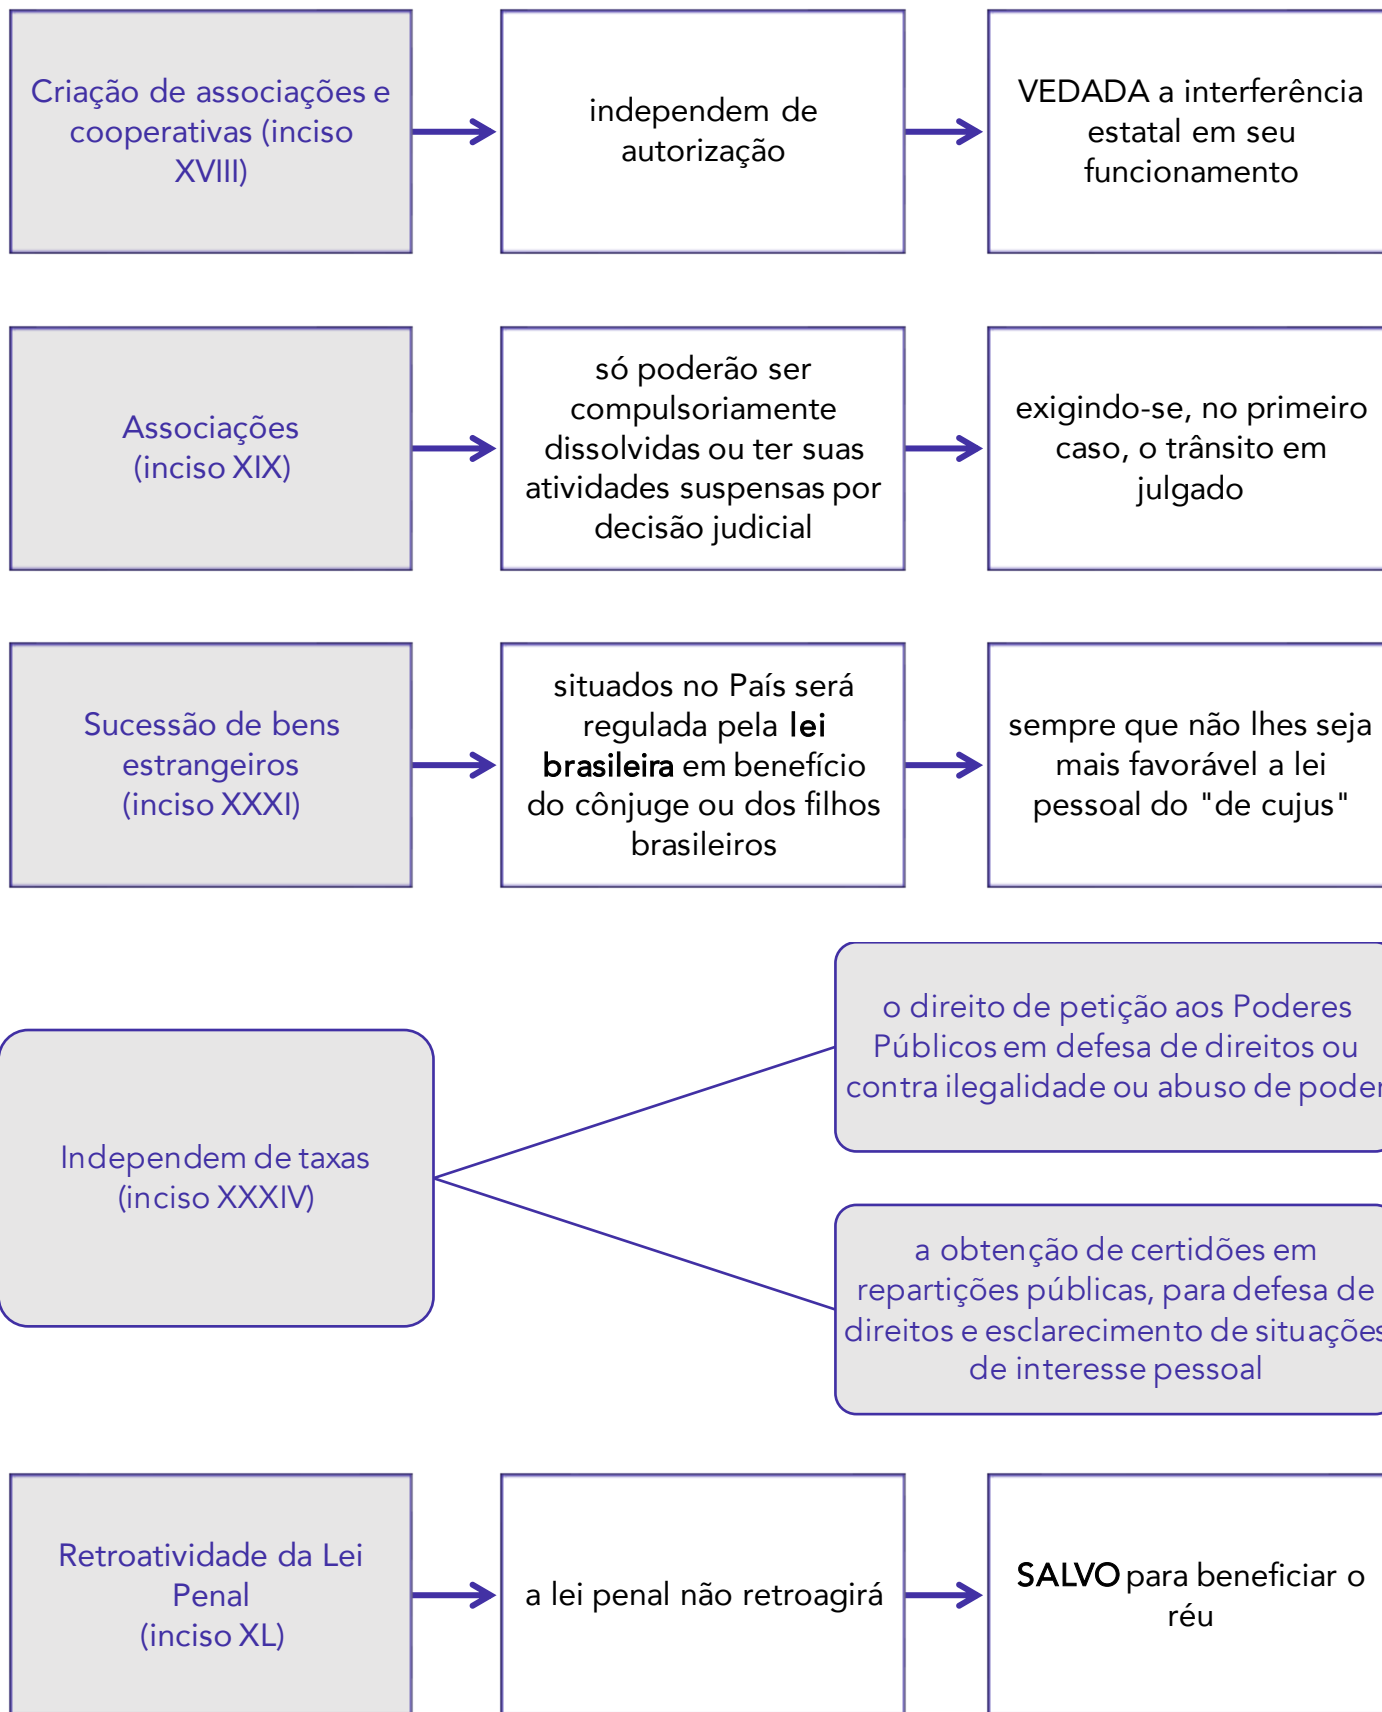 Criação de associações e
cooperativas (inciso
XVIII)
independem de
autorização
VEDADA a interferência
estatal em seu
funcionamento
Associações
(inciso XIX)
só poderão ser
compulsoriamente
dissolvidas ou ter suas
atividades suspensas por
decisão judicial
exigindo-se, no primeiro
caso, o trânsito em
julgado
Sucessão de bens
estrangeiros
(inciso XXXI)
situados no País será
regulada pela lei
brasileira em benefício
do cônjuge ou dos filhos
brasileiros
sempre que não lhes seja
mais favorável a lei
pessoal do "de cujus"
Independem de taxas
(inciso XXXIV)
o direito de petição aos Poderes
Públicos em defesa de direitos ou
contra ilegalidade ou abuso de poder
a obtenção de certidões em
repartições públicas, para defesa de
direitos e esclarecimento de situações
de interesse pessoal
Retroatividade da Lei
Penal
(inciso XL)
a lei penal não retroagirá
SALVO para beneficiar o
réu